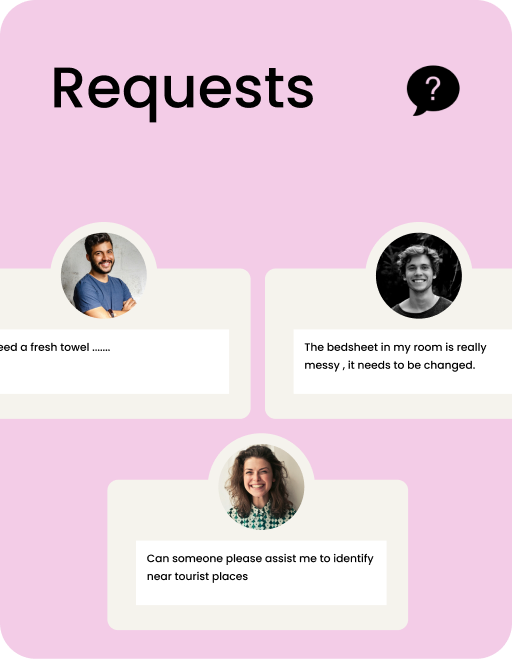 Requests
?
eed a fresh towel .......
The bedsheet in my room is really
messy , it needs to be changed.
Can someone please assist me to identify
near tourist places